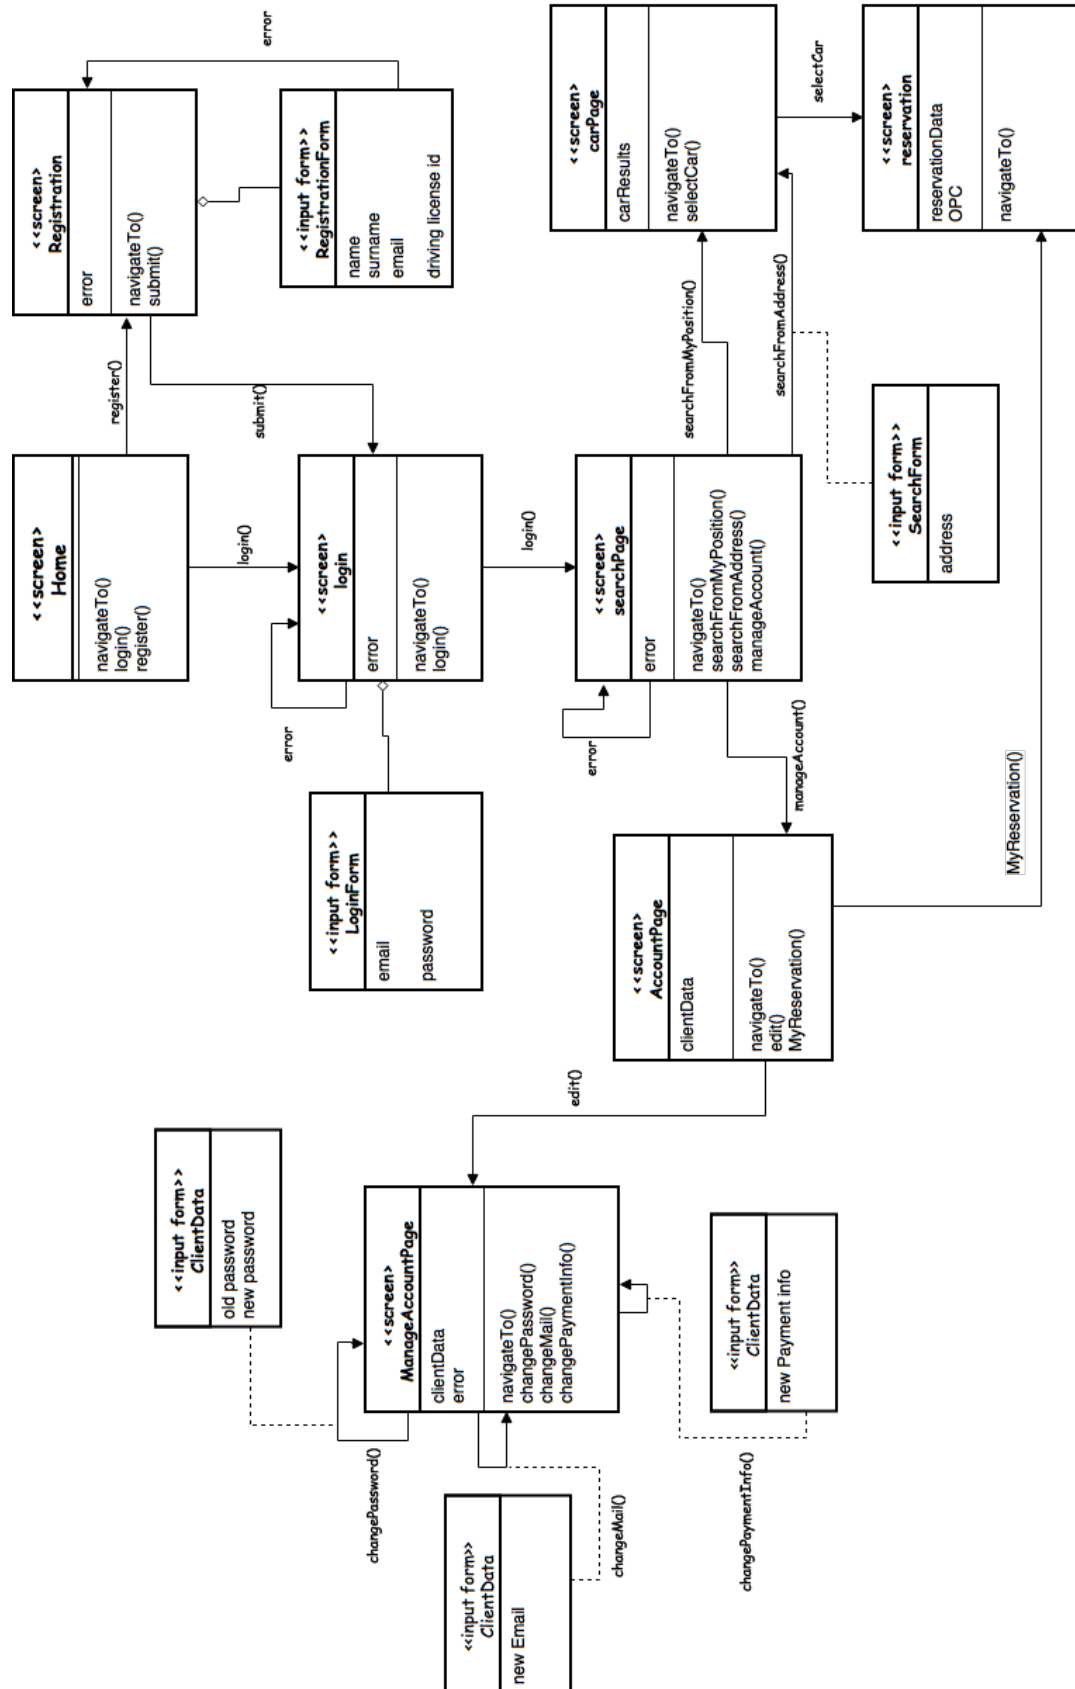 <<screen>
Home
navigateTo()
login()
register()
register()
<<screen>
Registration
error
navigateTo()
submit()
error
<<input form>>
RegistrationForm
name
surname
email
driving license id
submit()
login()
<<screen>
login
error
navigateTo()
login()
error
<<input form>>
LoginForm
email
password
login()
<<screen>
searchPage
error
navigateTo()
searchFromMyPosition()
searchFromAddress()
manageAccount()
error
searchFromMyPosition()
searchFromAddress()
<<screen>
carPage
carResults
navigateTo()
selectCar()
selectCar
<<screen>
reservation
reservationData
OPC
navigateTo()
<<input form>>
SearchForm
address
manageAccount()
MyReservation()
<<screen>
AccountPage
clientData
navigateTo()
edit()
MyReservation()
edit()
<<input form>>
ClientData
old password
new password
<<screen>
ManageAccountPage
clientData
error
navigateTo()
changePassword()
changeMail()
changePaymentInfo()
changePassword()
<<input form>>
ClientData
new Email
changeMail()
<<input form>>
ClientData
new Payment info
changePaymentInfo()